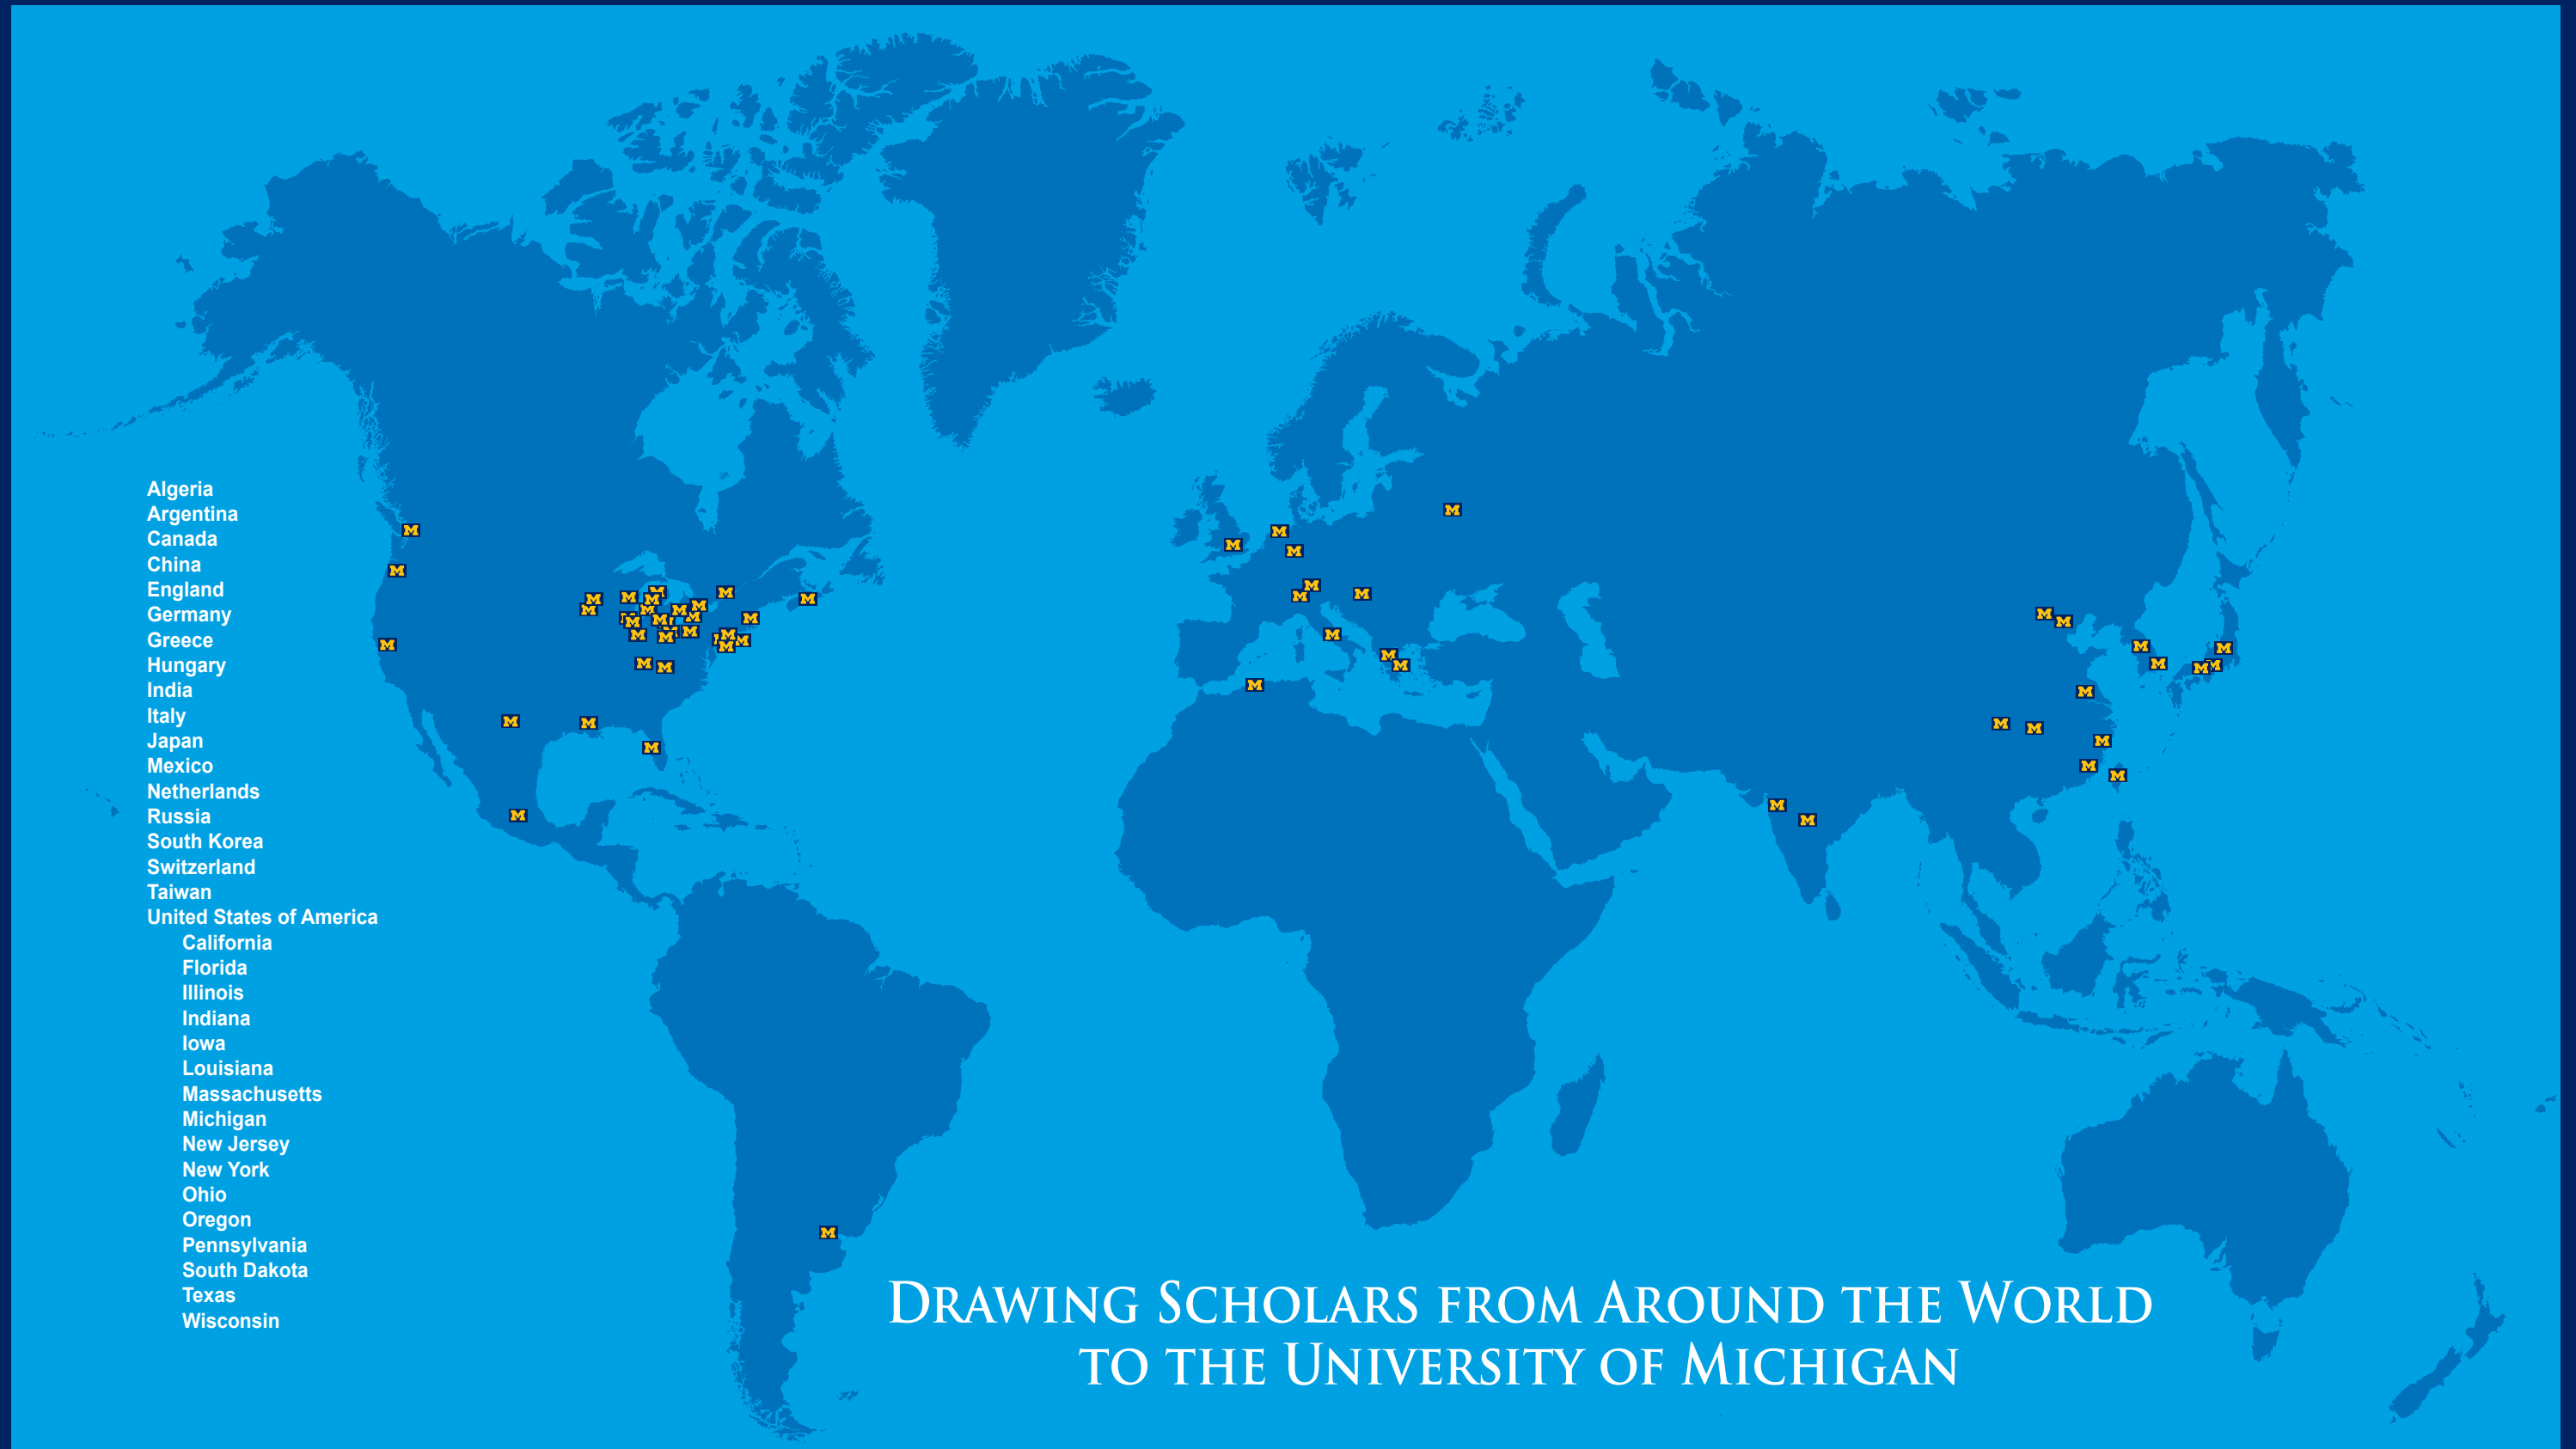 Algeria
Argentina
Canada
China
England
Germany
Greece
Hungary
India
Italy
Japan
Mexico
Netherlands
Russia
South Korea
Switzerland
Taiwan
United States of America
California
Florida
Illinois
Indiana
Iowa
Louisiana
Massachusetts
Michigan
New Jersey
New York
Ohio
Oregon
Pennsylvania
South Dakota
Texas
Wisconsin
Drawing Scholars from Around the World
to the University of Michigan